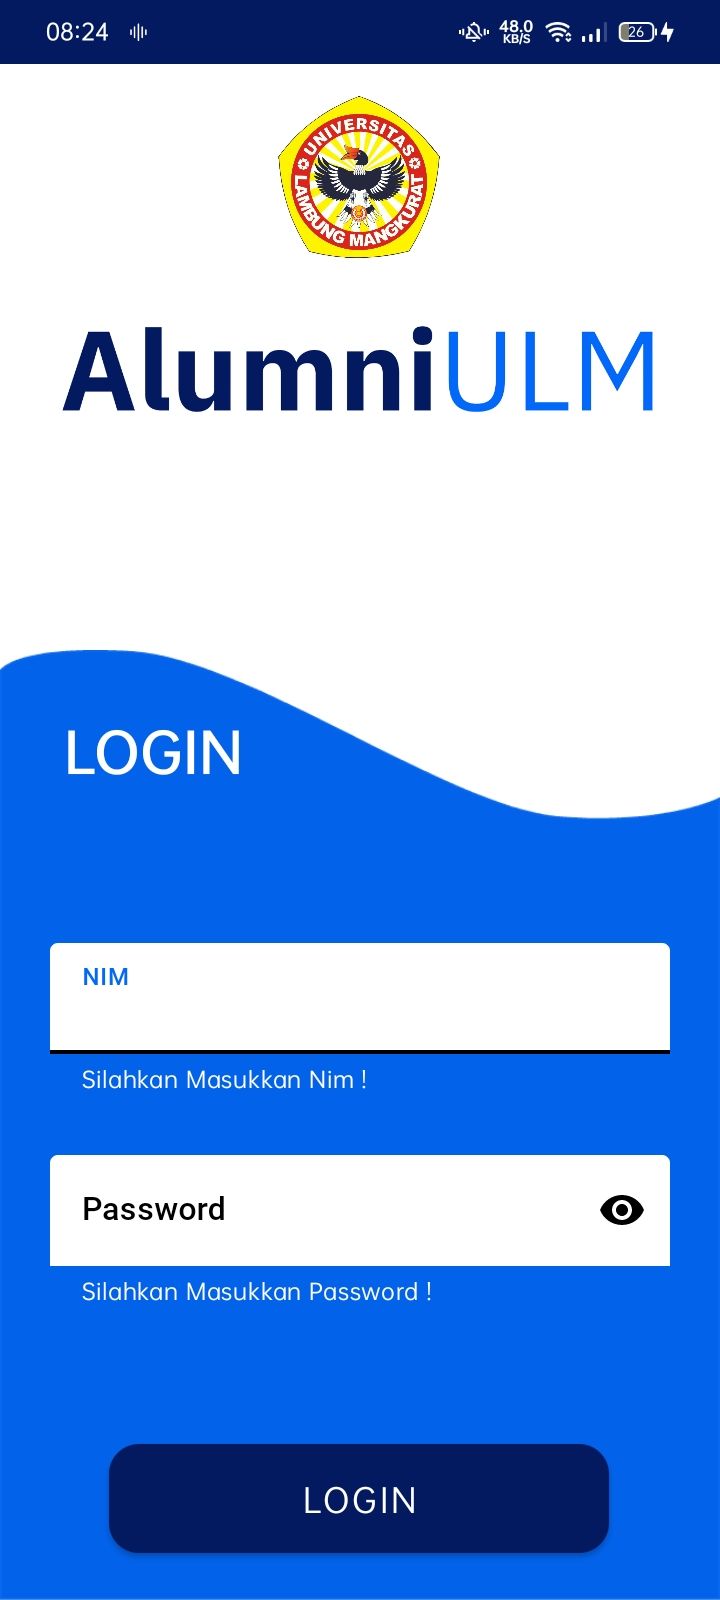 08:24
48.0
KB/S
26
UNIVERSITAS
LAMBUNG MANGKURAT
AlumniULM
LOGIN
NIM
Silahkan Masukkan Nim !
Password
Silahkan Masukkan Password !
LOGIN